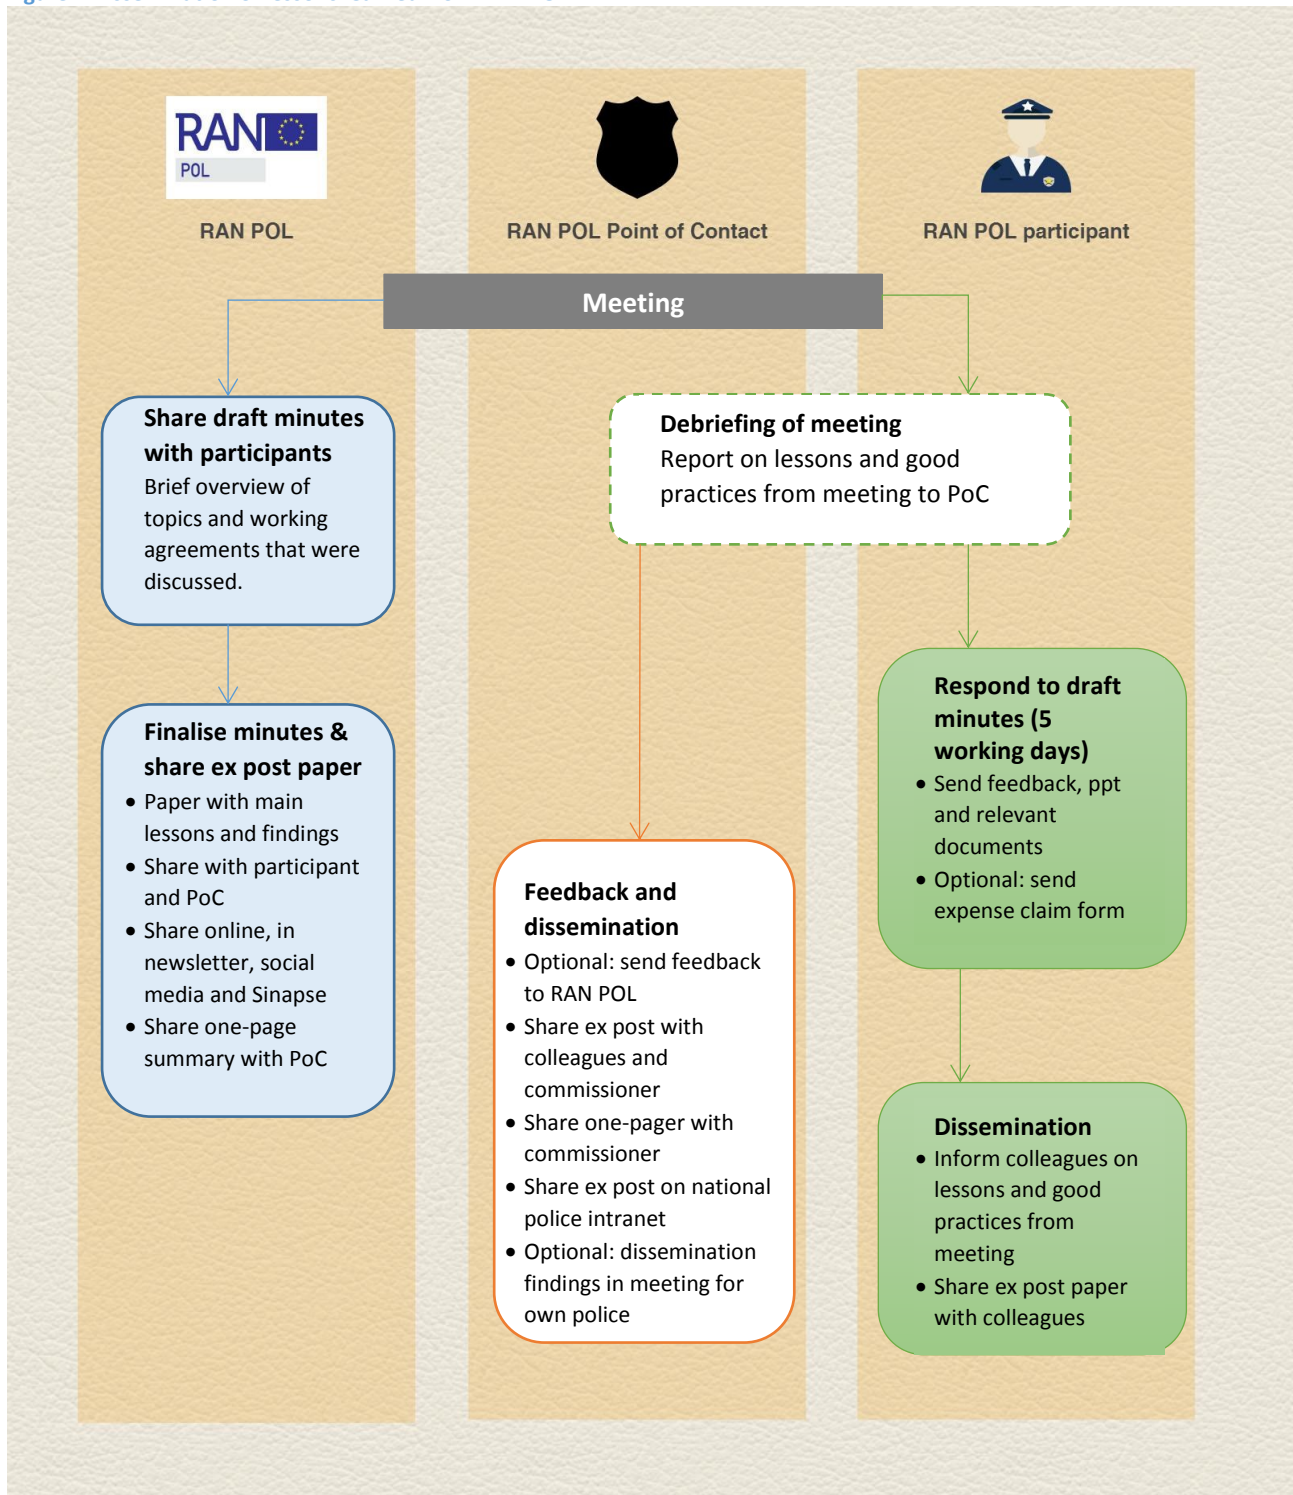 RAN
POL
RAN POL
RAN POL Point of Contact
RAN POL participant
Meeting
Share draft minutes
with participants
Brief overview of
topics and working
agreements that were
discussed.
Finalise minutes &
share ex post paper
• Paper with main
lessons and findings
• Share with participant
and PoC
• Share online, in
newsletter, social
media and Sinapse
• Share one-page
summary with PoC
Debriefing of meeting
Report on lessons and good
practices from meeting to PoC
Feedback and
dissemination
• Optional: send feedback
to RAN POL
• Share ex post with
colleagues and
commissioner
• Share one-pager with
commissioner
• Share ex post on national
police intranet
• Optional: dissemination
findings in meeting for
own police
Respond to draft
minutes (5
working days)
• Send feedback, ppt
and relevant
documents
• Optional: send
expense claim form
Dissemination
• Inform colleagues on
lessons and good
practices from
meeting
• Share ex post paper
with colleagues